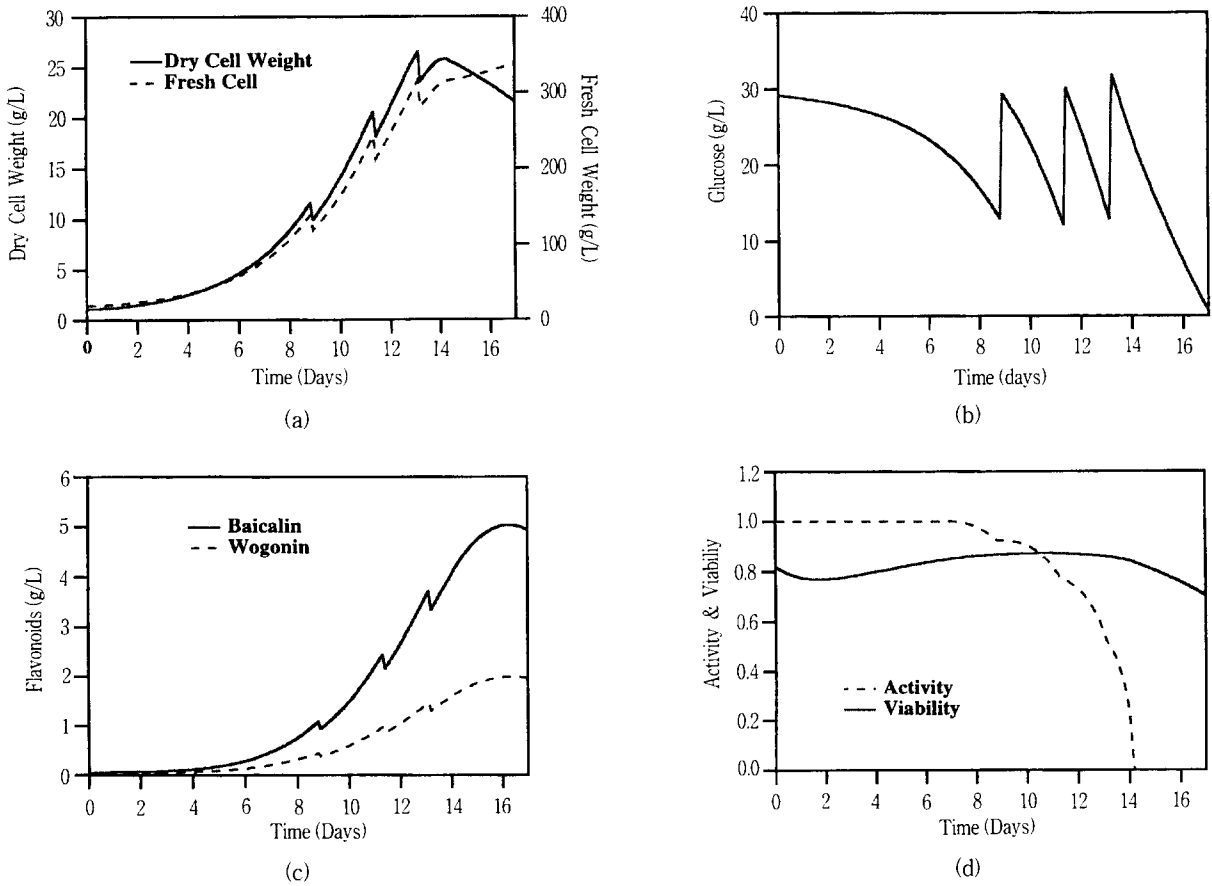 30
25
20
15
10
5
0
Dry Cell Weight (g/L)
Dry Cell Weight
Fresh Cell
400
300
200
100
0
Fresh Cell Weight (g/L)
0 2 4 6 8 10 12 14 16
Time (Days)
(a)
40
30
20
10
0
Glucose (g/L)
0 2 4 6 8 10 12 14 16
Time (days)
(b)
6
5
4
3
2
1
0
Flavonoids (g/L)
Baicalin
Wogonin
0 2 4 6 8 10 12 14 16
Time (Days)
(c)
1.2
1.0
0.8
0.6
0.4
0.2
0.0
Activity & Viabiliy
Activity
Viability
0 2 4 6 8 10 12 14 16
Time (Days)
(d)